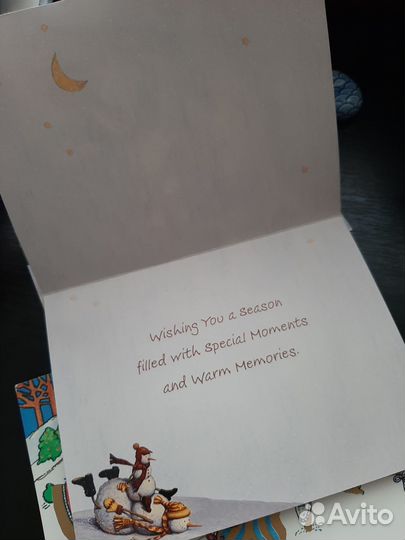 Wishing You a Season
filled with Special Moments
and Warm Memories.
Avito